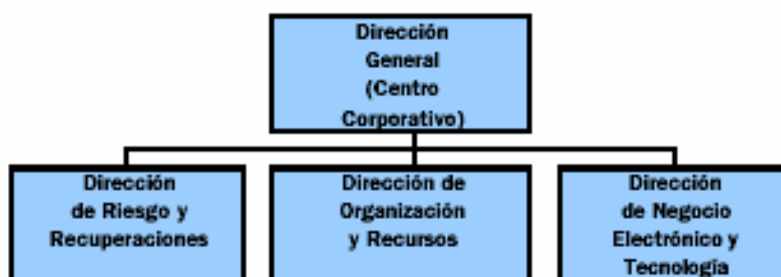 Dirección
General
(Centro
Corporativo)
Dirección
de Riesgo y
Recuperaciones
Dirección de
Organización
y Recursos
Dirección
de Negocio
Electrónico y
Tecnología